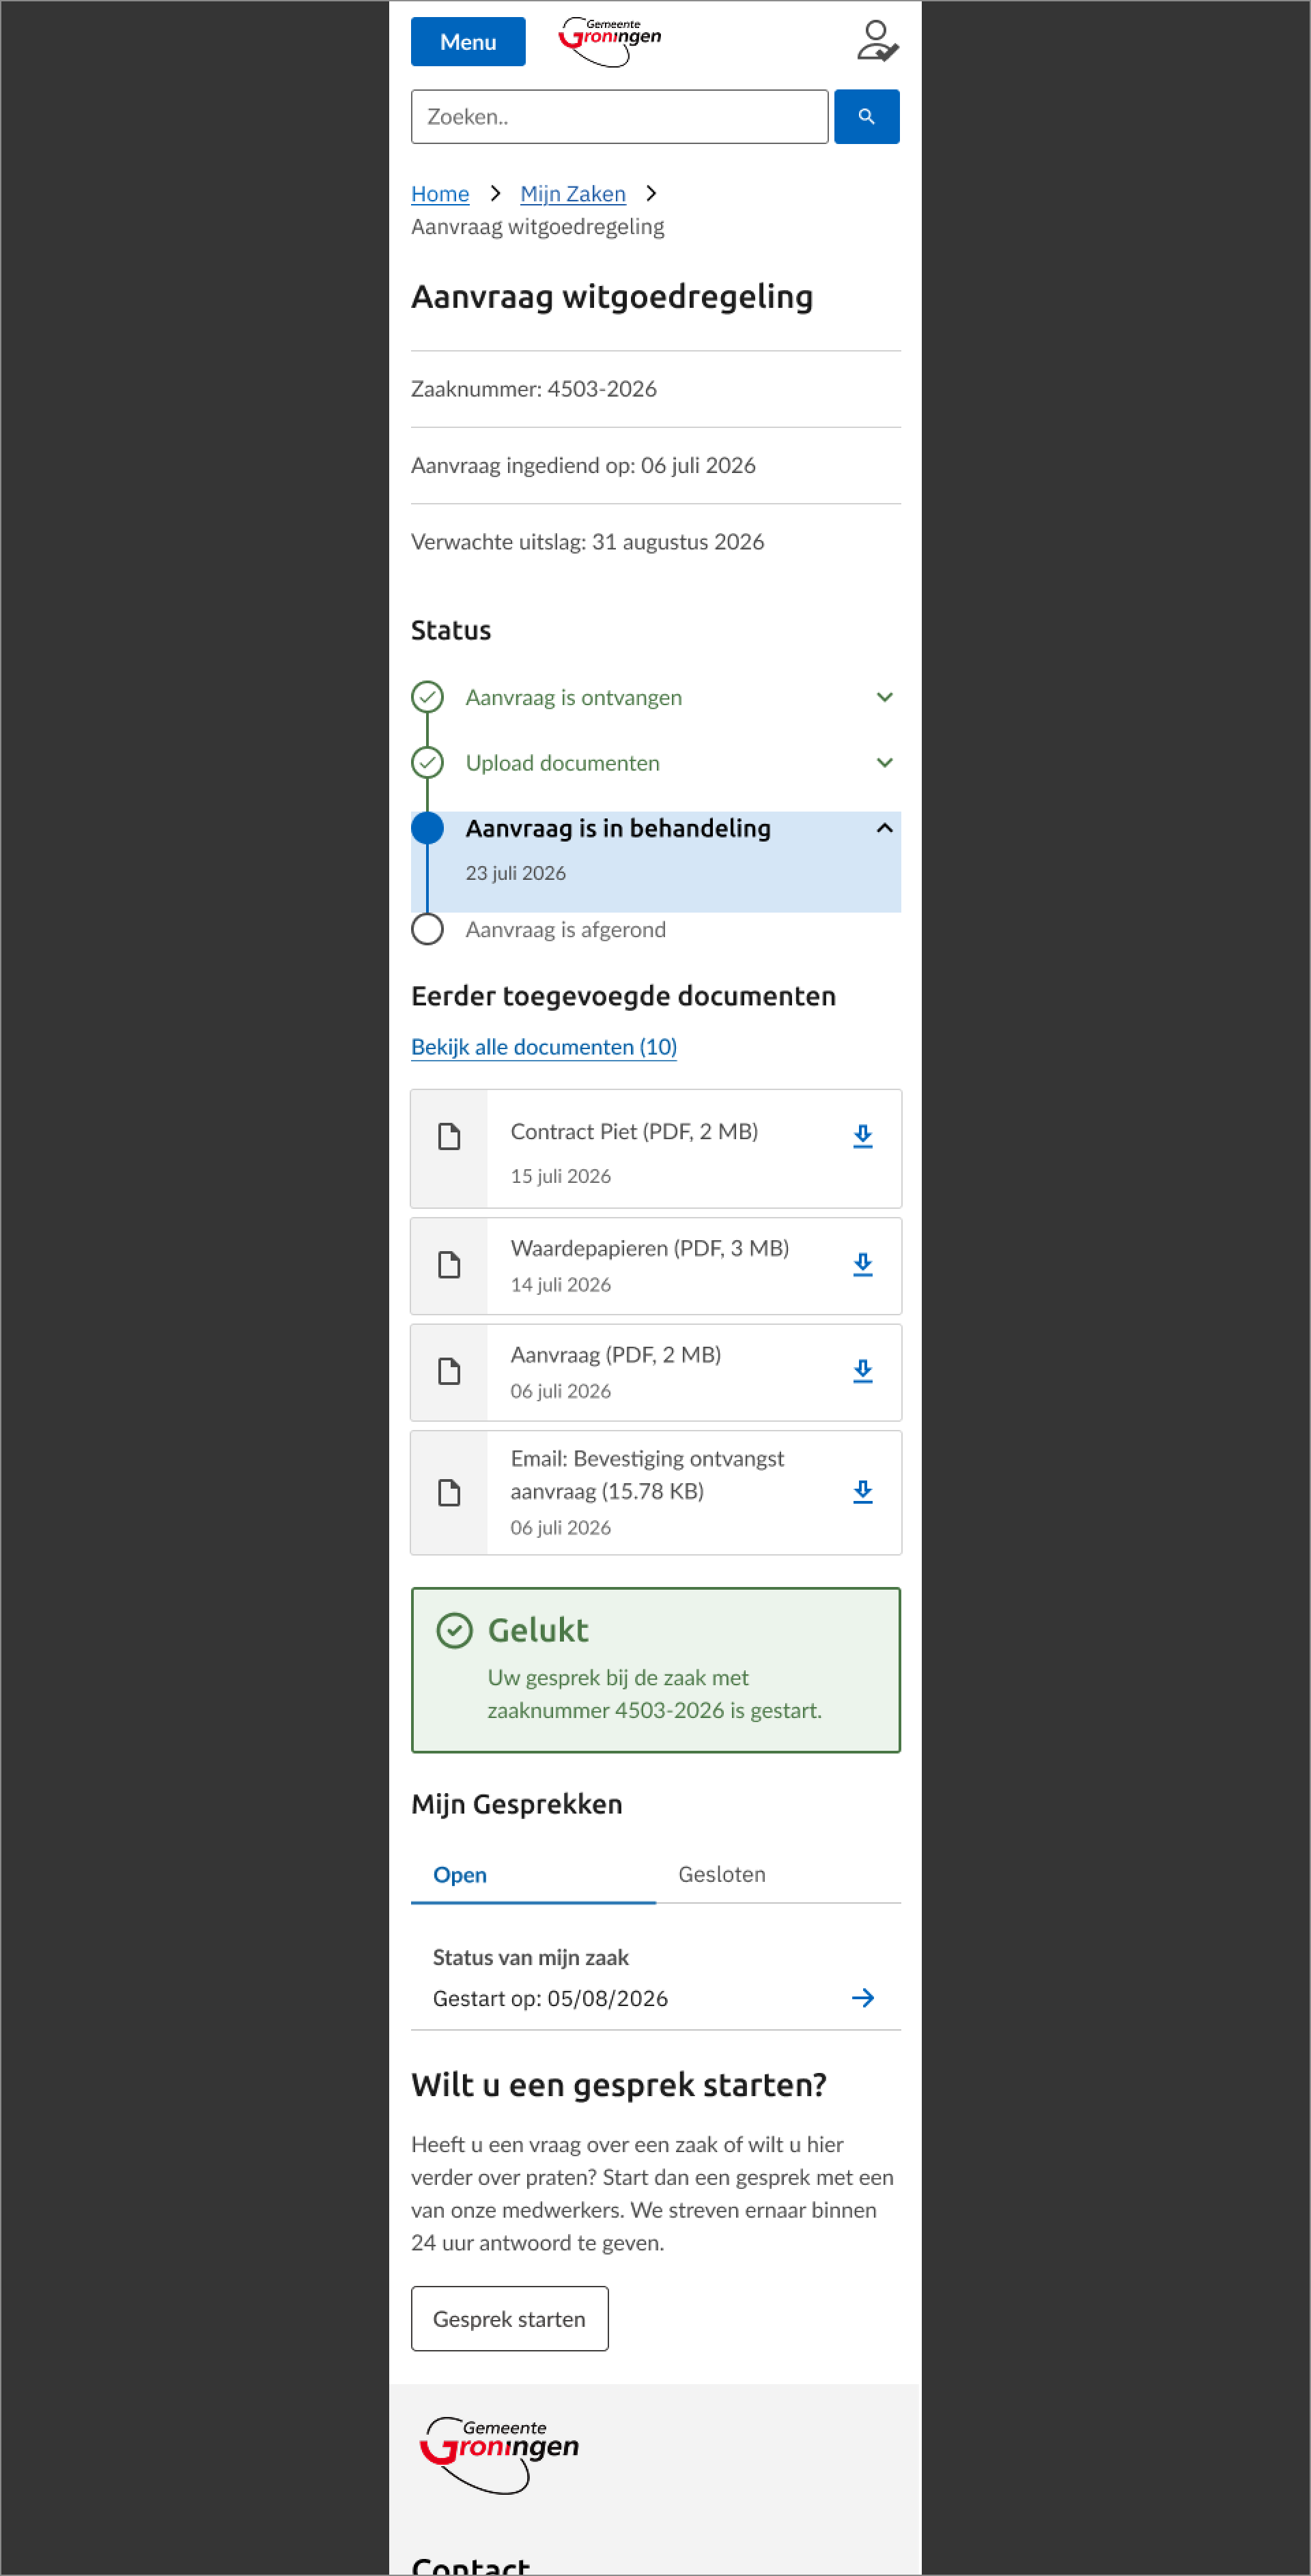 Menu
Gemeente
Groningen
Zoeken..
Home
Mijn Zaken
Aanvraag witgoedregeling
Aanvraag witgoedregeling
Zaaknummer: 4503-2026
Aanvraag ingediend op: 06 juli 2026
Verwachte uitslag: 31 augustus 2026
Status
Aanvraag is ontvangen
Upload documenten
Aanvraag is in behandeling
23 juli 2026
Aanvraag is afgerond
Eerder toegevoegde documenten
Bekijk alle documenten (10)
Contract Piet (PDF, 2 MB)
15 juli 2026
Waardepapieren (PDF, 3 MB)
14 juli 2026
Aanvraag (PDF, 2 MB)
06 juli 2026
Email: Bevestiging ontvangst
aanvraag (15.78 KB)
06 juli 2026
Gelukt
Uw gesprek bij de zaak met
zaaknummer 4503-2026 is gestart.
Mijn Gesprekken
Open
Gesloten
Status van mijn zaak
Gestart op: 05/08/2026
Wilt u een gesprek starten?
Heeft u een vraag over een zaak of wilt u hier
verder over praten? Start dan een gesprek met een
van onze medwerkers. We streven ernaar binnen
24 uur antwoord te geven.
Gesprek starten
Gemeente
Groningen
Contact